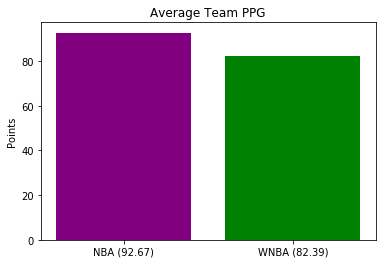 Average Team PPG
Points
80
60
40
20
0
NBA (92.67)
WNBA (82.39)